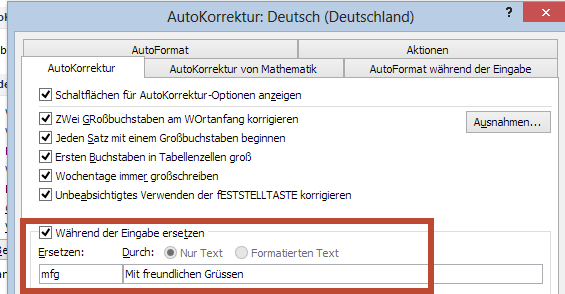 AutoKorrektur: Deutsch (Deutschland)
?
AutoFormat Aktionen
AutoKorrektur AutoKorrektur von Mathematik AutoFormat während der Eingabe
Schaltflächen für AutoKorrektur-Optionen anzeigen
ZWei GRoßbuchstaben am WOrtanfang korrigieren Ausnahmen...
Jeden Satz mit einem Großbuchstaben beginnen
Ersten Buchstaben in Tabellenzellen groß
Wochentage immer großschreiben
Unbeabsichtigtes Verwenden der fESTSTELLTASTE korrigieren
Während der Eingabe ersetzen
Ersetzen: Durch: Nur Text Formatierten Text
mfg Mit freundlichen Grüssen